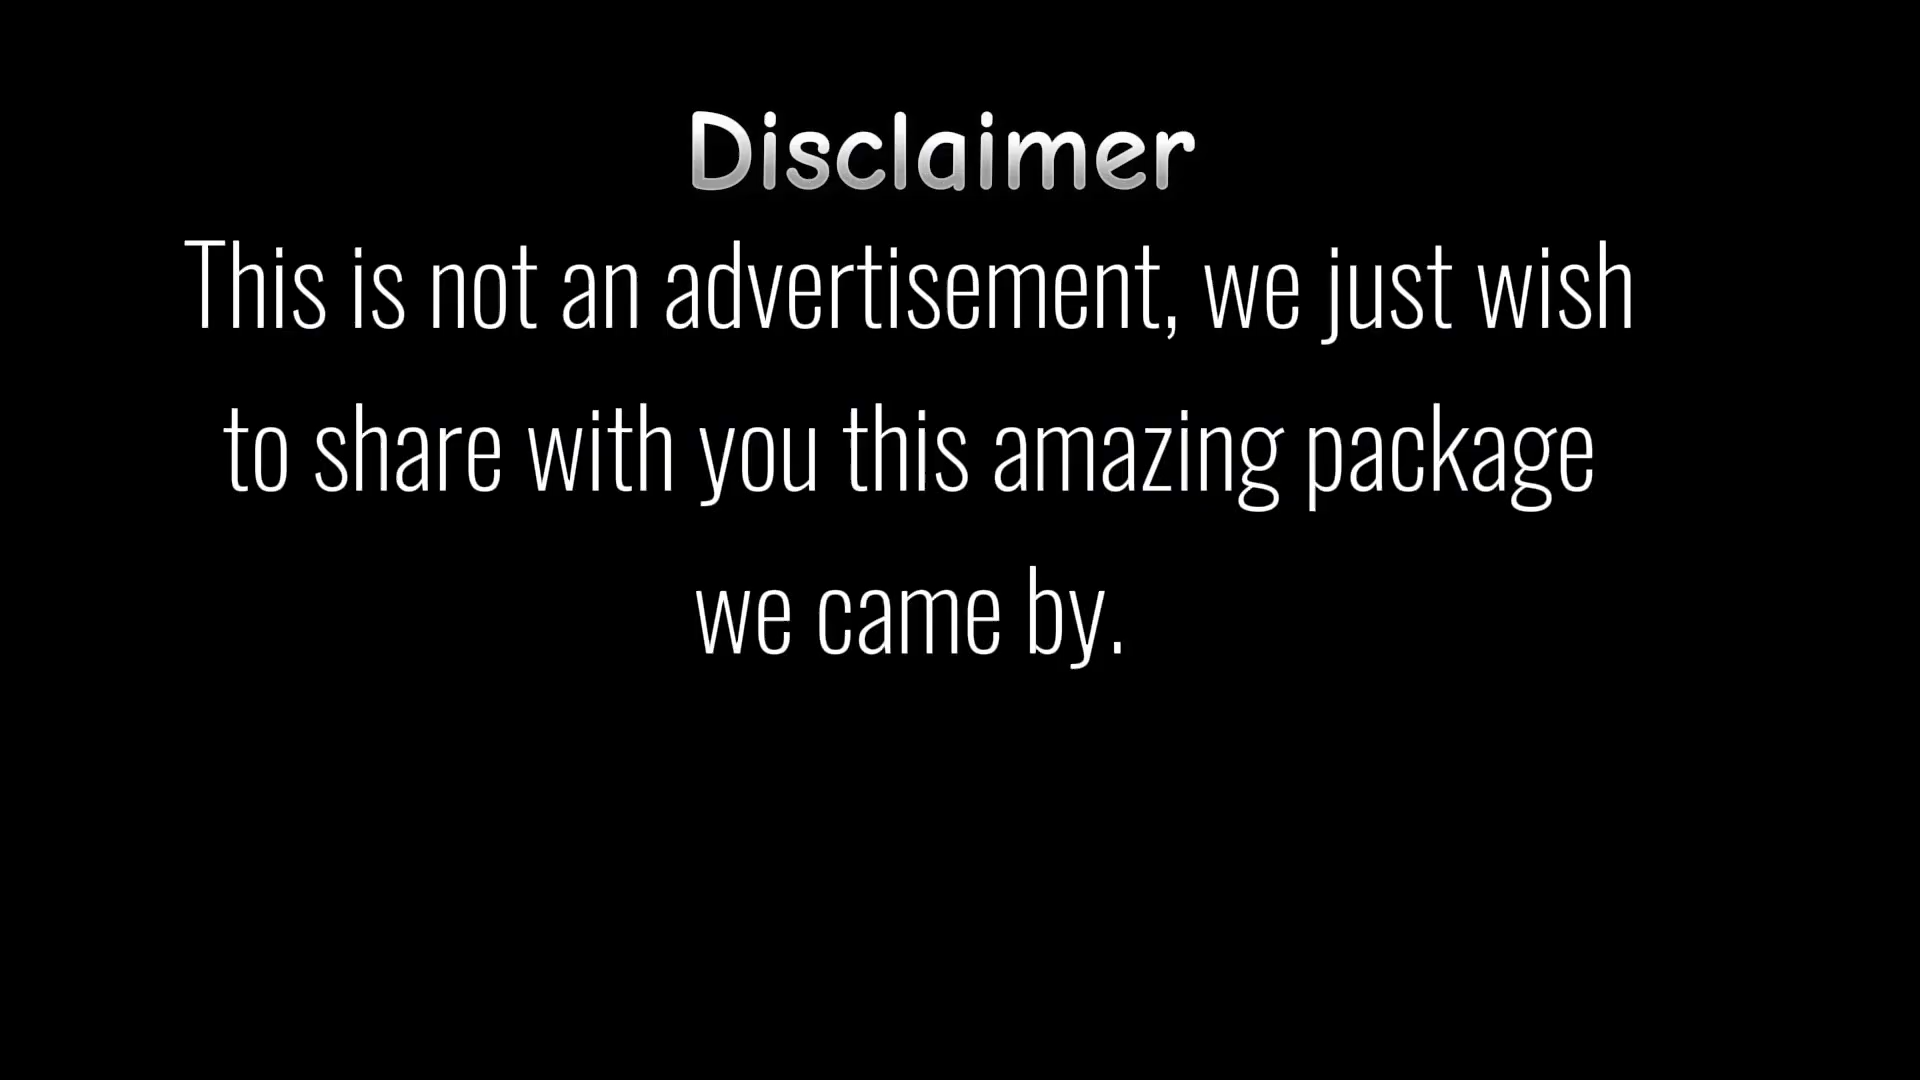 Disclaimer
This is not an advertisement, we just wish
to share with you this amazing package
we came by.